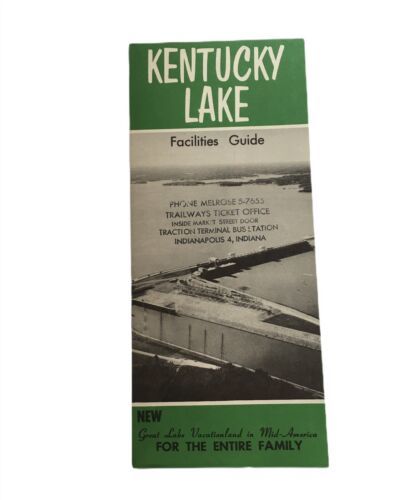 KENTUCKY
LAKE
Facilities Guide
PHONE MELROSE 5-7655
TRAILWAYS TICKET OFFICE
INSIDE MARKET STREET DOOR
TRACTION TERMINAL BUS STATION
INDIANAPOLIS 4, INDIANA
NEW
Great Lake Vacationland in Mid-America
FOR THE ENTIRE FAMILY